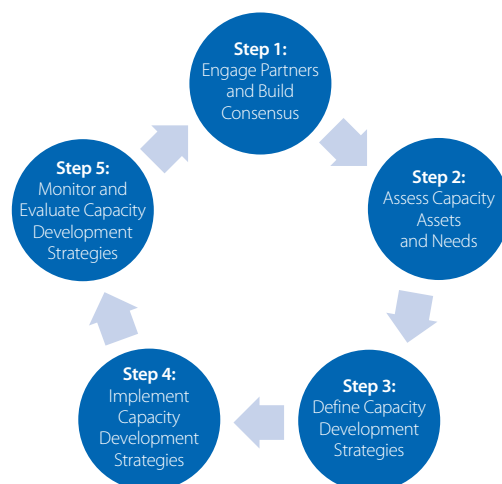 Step 1:
Engage Partners
and Build
Consensus
Step 2:
Assess Capacity
Assets
and Needs
Step 3:
Define Capacity
Development
Strategies
Step 4:
Implement
Capacity
Development
Strategies
Step 5:
Monitor and
Evaluate Capacity
Development
Strategies